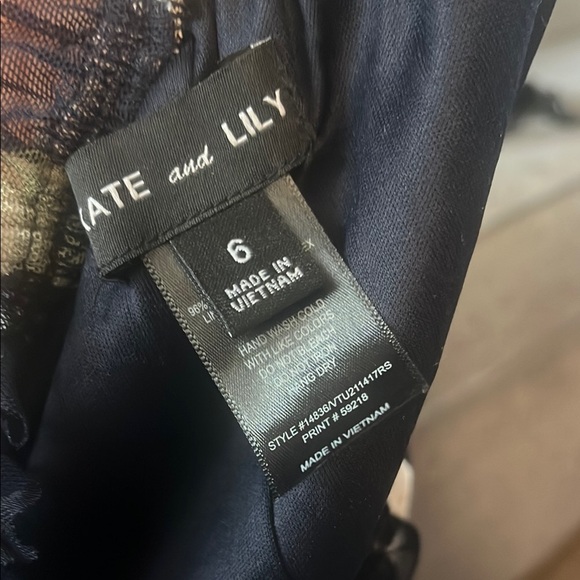 KATE and LILY
6
MADE IN
VIETNAM
96%
HAND WASH COLD
WITH LIKE COLORS
DO NOT BLEACH
DO NOT IRON
HANG DRY
STYLE #14836/VTU211417RS
PRINT # 59218
MADE IN VIETNAM